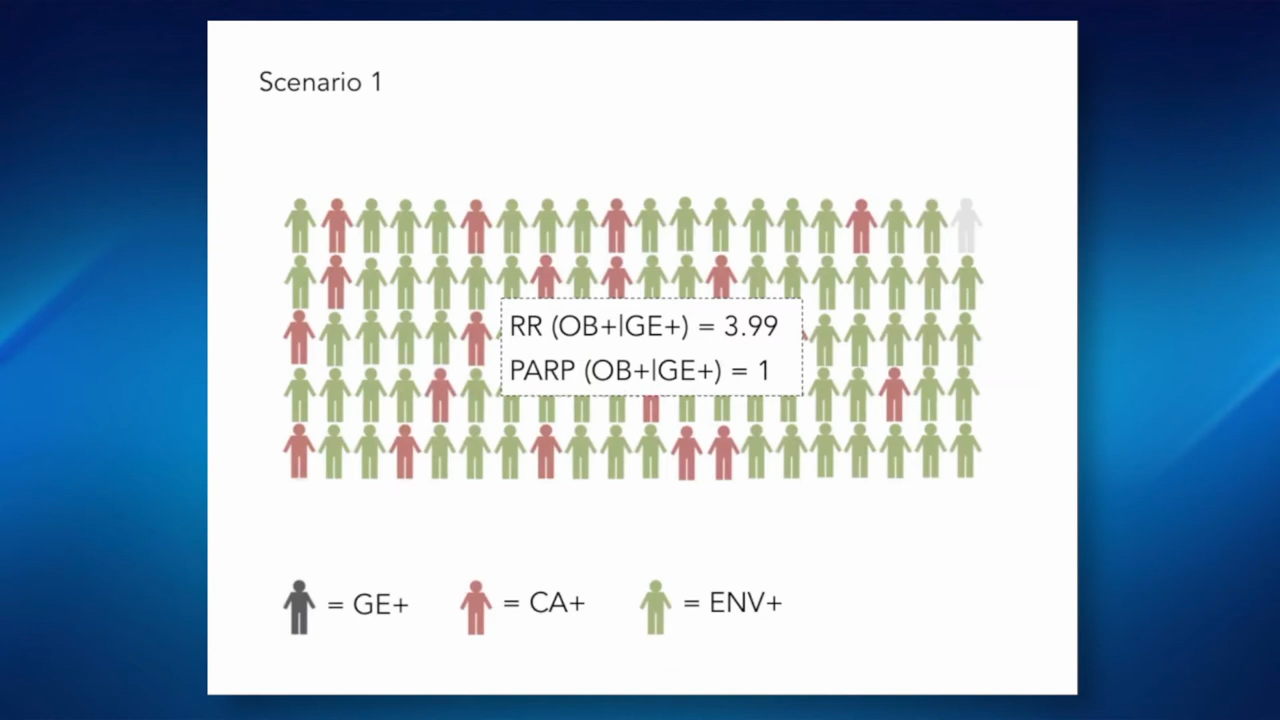 Scenario 1
RR (OB+|GE+) = 3.99
PARP (OB+|GE+) = 1
= GE+ = CA+ = ENV+